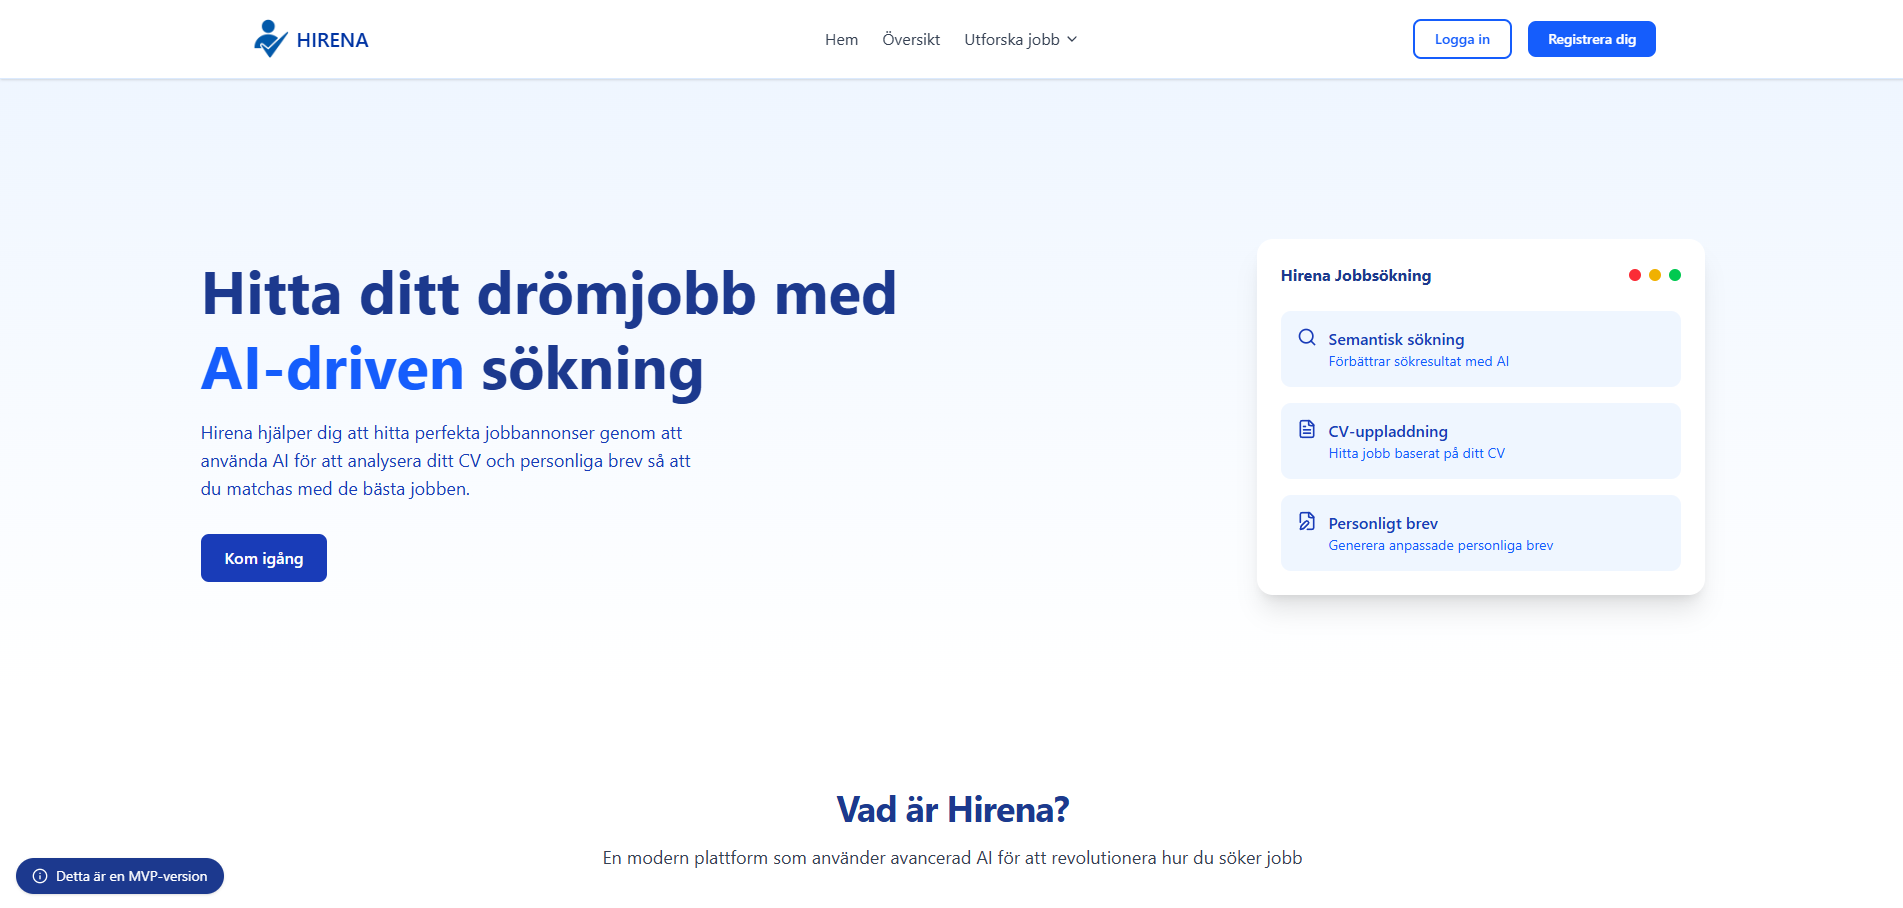 HIRENA
Hem
Översikt
Utforska jobb
Logga in
Registrera dig
Hitta ditt drömjobb med
AI-driven sökning
Hirena hjälper dig att hitta perfekta jobbannonser genom att
använda AI för att analysera ditt CV och personliga brev så att
du matchas med de bästa jobben.
Kom igång
Hirena Jobbsökning
Semantisk sökning
Förbättrar sökresultat med AI
CV-uppladdning
Hitta jobb baserat på ditt CV
Personligt brev
Generera anpassade personliga brev
Vad är Hirena?
En modern plattform som använder avancerad AI för att revolutionera hur du söker jobb
Detta är en MVP-version